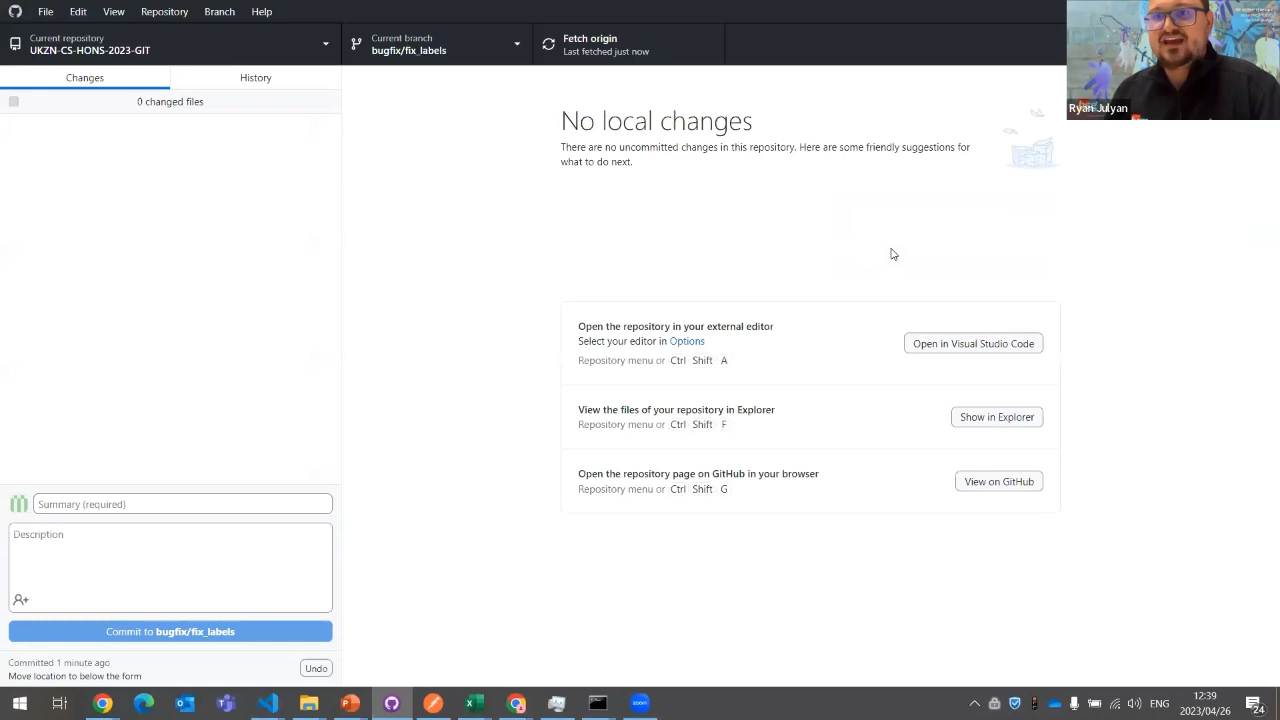 File Edit View Repository Branch Help
Current repository
UKZN-CS-HONS-2023-GIT
Current branch
bugfix/fix_labels
Fetch origin
Last fetched just now
Ryan Julyan
Changes History
0 changed files
No local changes
There are no uncommitted changes in this repository. Here are some friendly suggestions for
what to do next.
Open the repository in your external editor
Select your editor in Options
Repository menu or Ctrl Shift A
Open in Visual Studio Code
View the files of your repository in Explorer
Repository menu or Ctrl Shift F
Show in Explorer
Open the repository page on GitHub in your browser
Repository menu or Ctrl Shift G
View on GitHub
Summary (required)
Description
Commit to bugfix/fix_labels
Committed 1 minute ago
Move location to below the form
Undo
zoom
ENG
12:39
2023/04/26
24